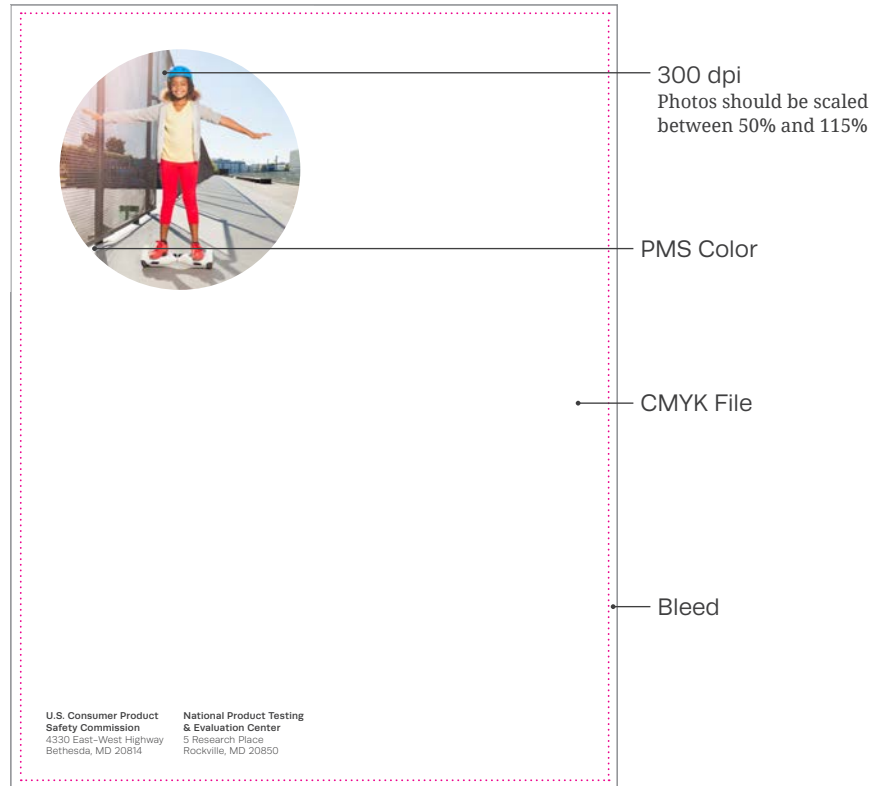 300 dpi
Photos should be scaled
between 50% and 115%
PMS Color
CMYK File
Bleed
U.S. Consumer Product
Safety Commission
4330 East–West Highway
Bethesda, MD 20814
National Product Testing
& Evaluation Center
5 Research Place
Rockville, MD 20850